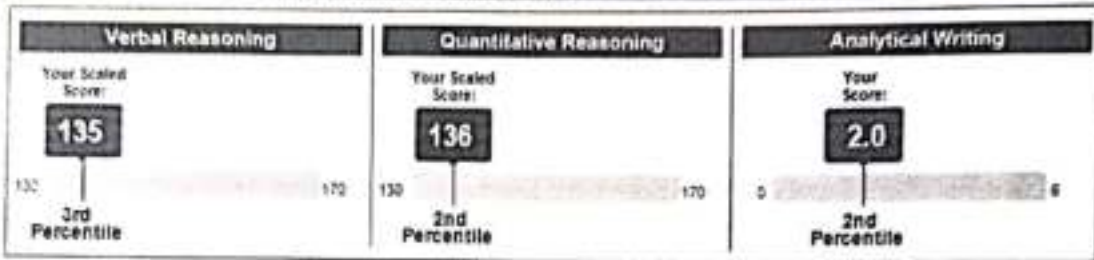 Verbal Reasoning
Your Scaled
Score:
135
130 170
3rd
Percentile
Quantitative Reasoning
Your Scaled
Score:
136
130 170
2nd
Percentile
Analytical Writing
Your
Score:
2.0
0 6
2nd
Percentile